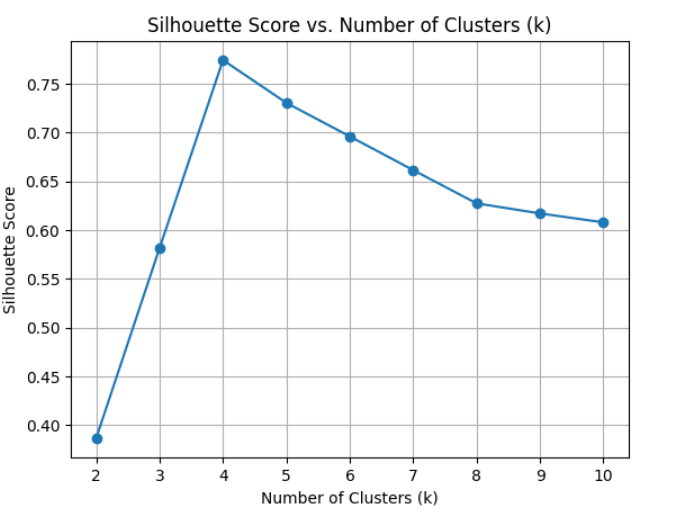 Silhouette Score vs. Number of Clusters (k)
Silhouette Score
0.75
0.70
0.65
0.60
0.55
0.50
0.45
0.40
2 3 4 5 6 7 8 9 10
Number of Clusters (k)